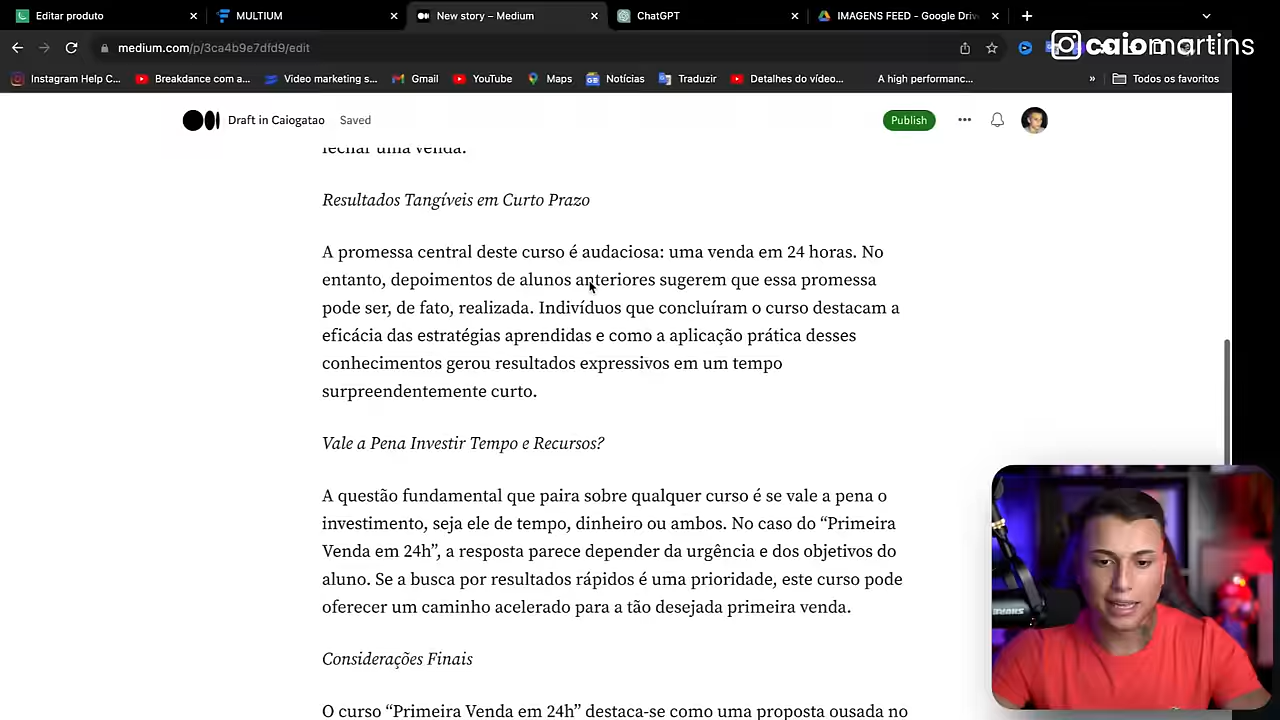 Editar produto
MULTIUM
New story – Medium
ChatGPT
IMAGENS FEED - Google Driv
caiomartins
medium.com/p/3ca4b9e7dfd9/edit
Instagram Help C...
Breakdance com a...
Video marketing s...
Gmail
YouTube
Maps
Notícias
Traduzir
Detalhes do vídeo...
A high performanc...
»
Todos os favoritos
Draft in Caiogatao
Saved
Publish
fechar uma venda.
Resultados Tangíveis em Curto Prazo
A promessa central deste curso é audaciosa: uma venda em 24 horas. No
entanto, depoimentos de alunos anteriores sugerem que essa promessa
pode ser, de fato, realizada. Indivíduos que concluíram o curso destacam a
eficácia das estratégias aprendidas e como a aplicação prática desses
conhecimentos gerou resultados expressivos em um tempo
surpreendentemente curto.
Vale a Pena Investir Tempo e Recursos?
A questão fundamental que paira sobre qualquer curso é se vale a pena o
investimento, seja ele de tempo, dinheiro ou ambos. No caso do “Primeira
Venda em 24h”, a resposta parece depender da urgência e dos objetivos do
aluno. Se a busca por resultados rápidos é uma prioridade, este curso pode
oferecer um caminho acelerado para a tão desejada primeira venda.
Considerações Finais
O curso “Primeira Venda em 24h” destaca-se como uma proposta ousada no